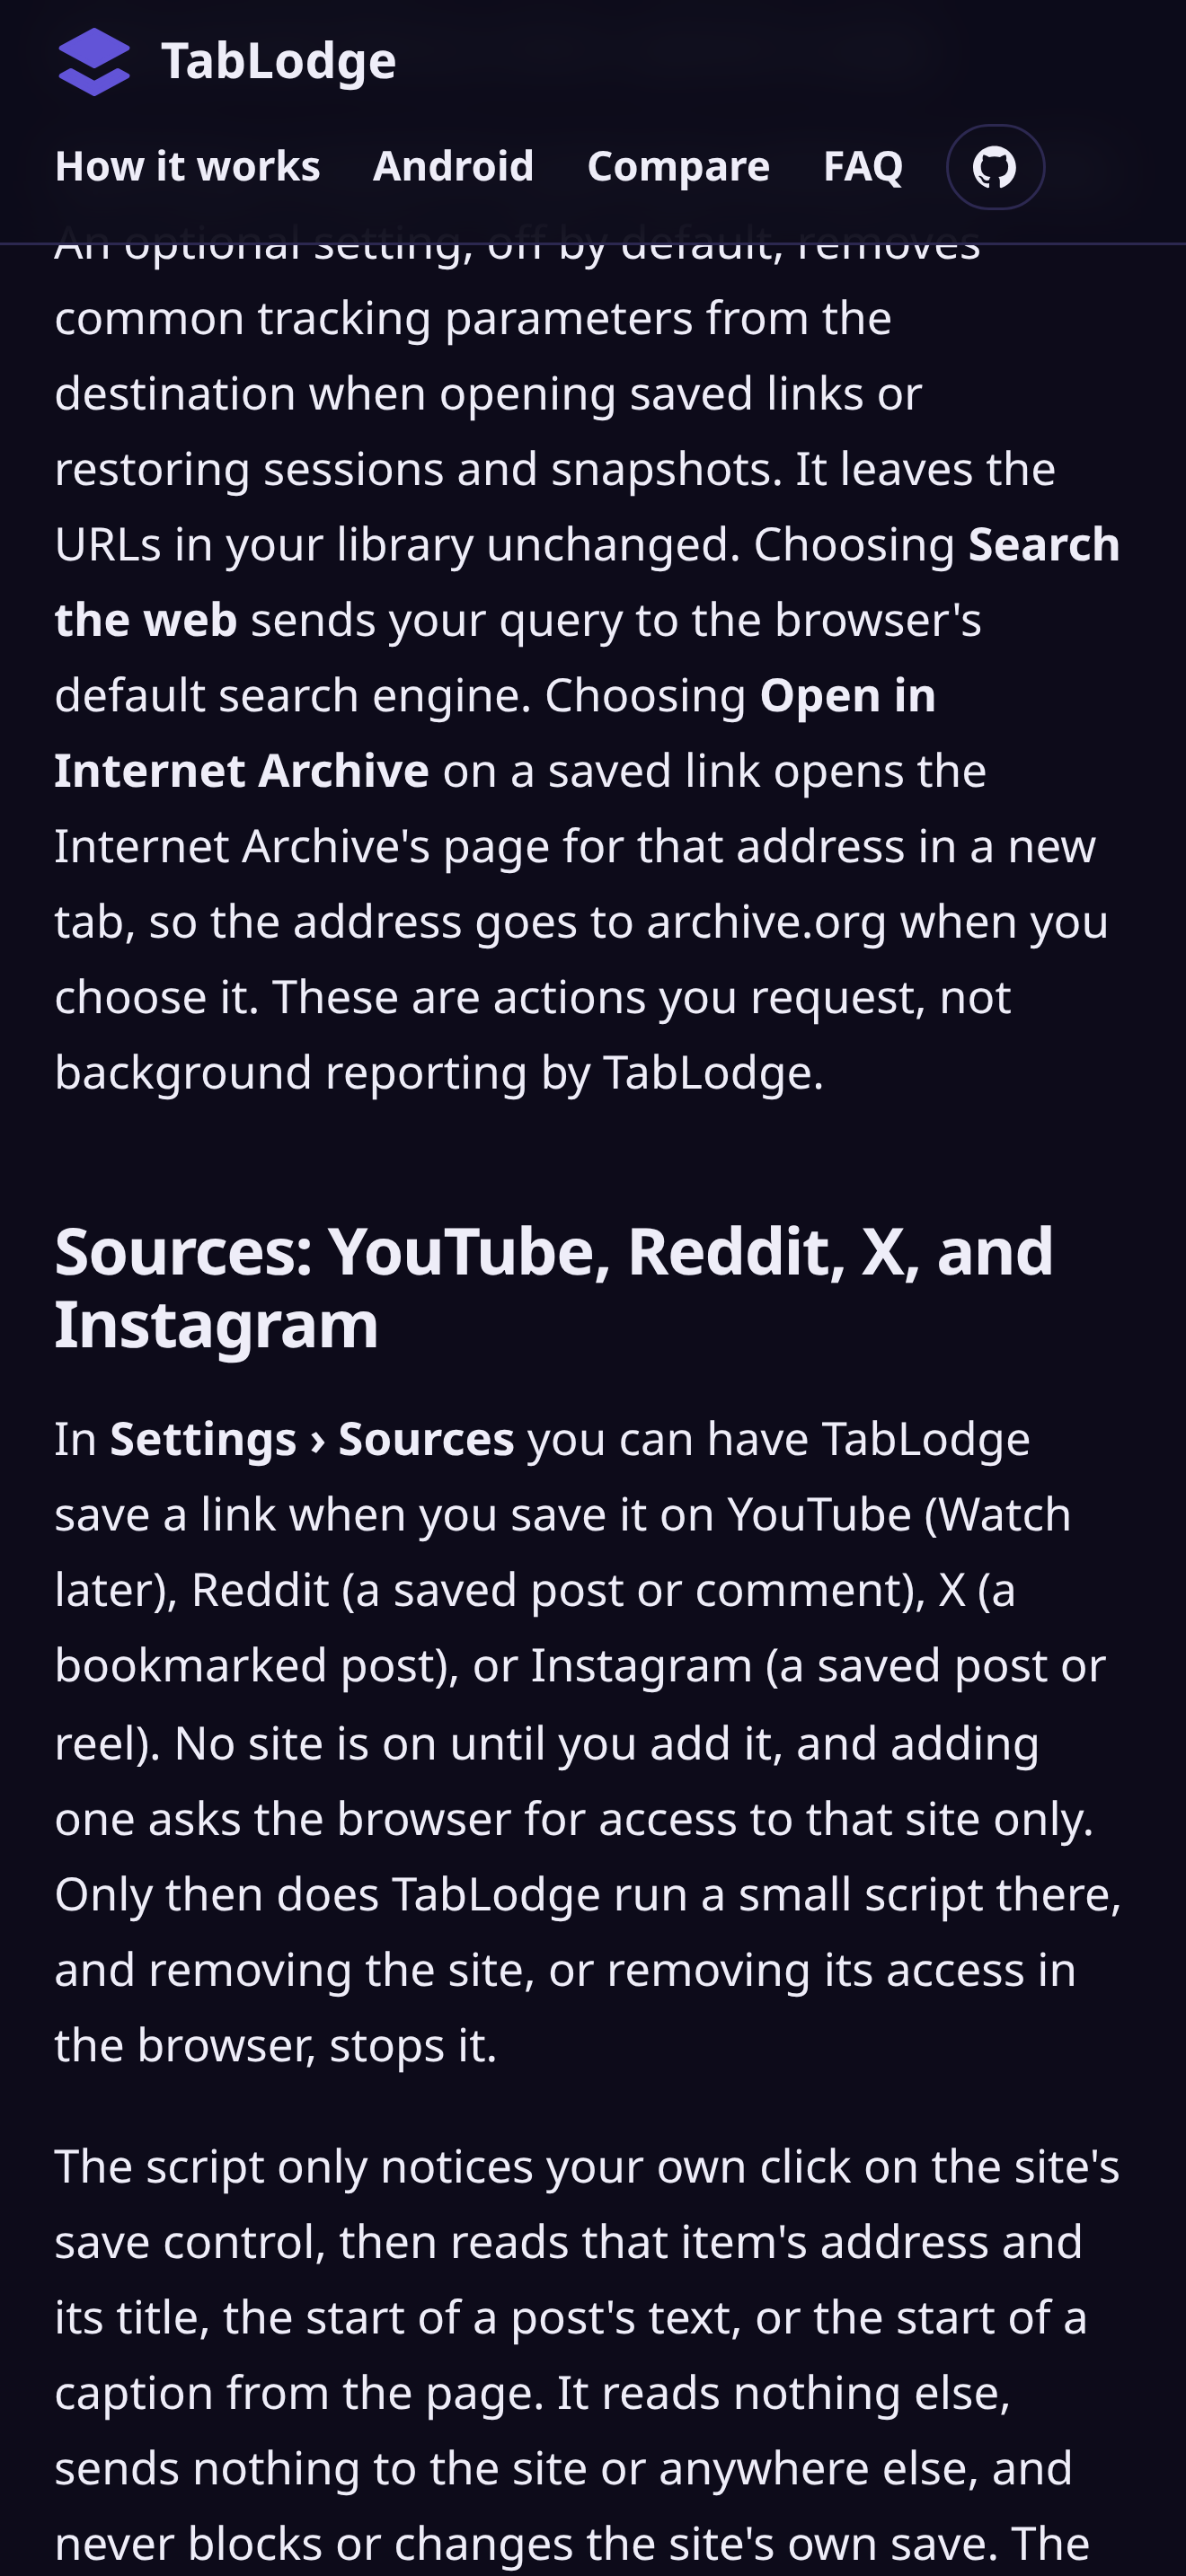 TabLodge
How it works Android Compare FAQ
An optional setting, off by default, removes
common tracking parameters from the
destination when opening saved links or
restoring sessions and snapshots. It leaves the
URLs in your library unchanged. Choosing Search
the web sends your query to the browser's
default search engine. Choosing Open in
Internet Archive on a saved link opens the
Internet Archive's page for that address in a new
tab, so the address goes to archive.org when you
choose it. These are actions you request, not
background reporting by TabLodge.
Sources: YouTube, Reddit, X, and
Instagram
In Settings › Sources you can have TabLodge
save a link when you save it on YouTube (Watch
later), Reddit (a saved post or comment), X (a
bookmarked post), or Instagram (a saved post or
reel). No site is on until you add it, and adding
one asks the browser for access to that site only.
Only then does TabLodge run a small script there,
and removing the site, or removing its access in
the browser, stops it.
The script only notices your own click on the site's
save control, then reads that item's address and
its title, the start of a post's text, or the start of a
caption from the page. It reads nothing else,
sends nothing to the site or anywhere else, and
never blocks or changes the site's own save. The